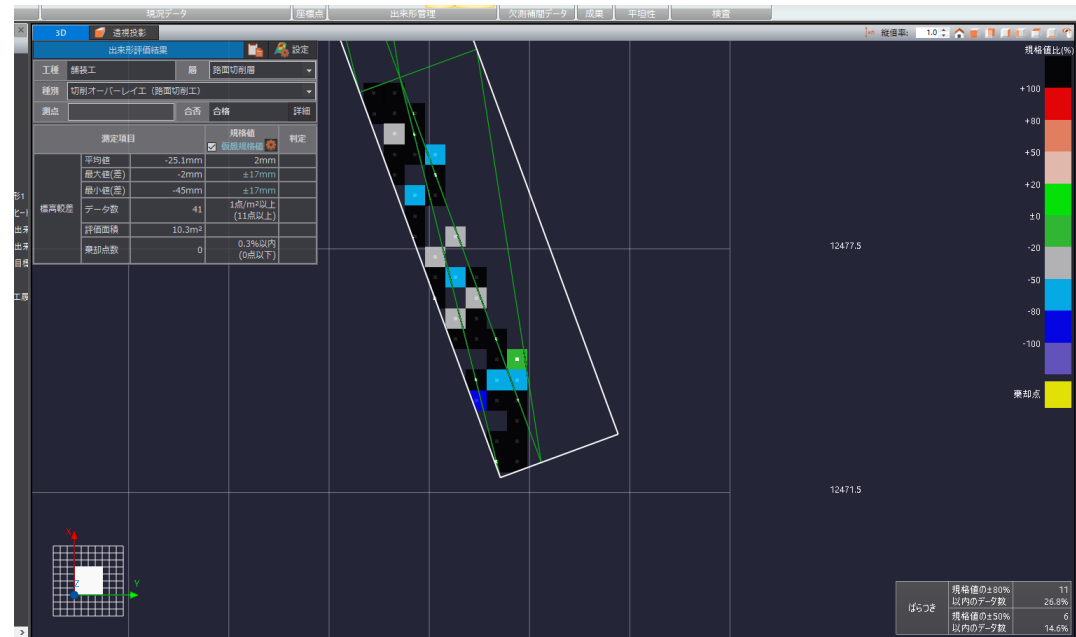 現況データ
座標点
出来形管理
欠測補間データ
成果
平坦性
検査
3D
透視投影
縦倍率: 1.0
出来形評価結果
設定
工種 舗装工 層 路面切削層
種別 切削オーバーレイ工（路面切削工）
測点 合否 合格 詳細
測定項目 規格値 判定
仮想規格値
標高較差
平均値 -25.1mm 2mm
最大値(差) -2mm ±17mm
最小値(差) -45mm ±17mm
データ数 41 1点/m²以上
(11点以上)
評価面積 10.3m²
棄却点数 0 0.3%以内
(0点以下)
規格値比(%)
+100
+80
+50
+20
±0
-20
-50
-80
-100
棄却点
12477.5
12471.5
X
Y
Z
ばらつき
規格値の±80% 11
以内のデータ数 26.8%
規格値の±50% 6
以内のデータ数 14.6%